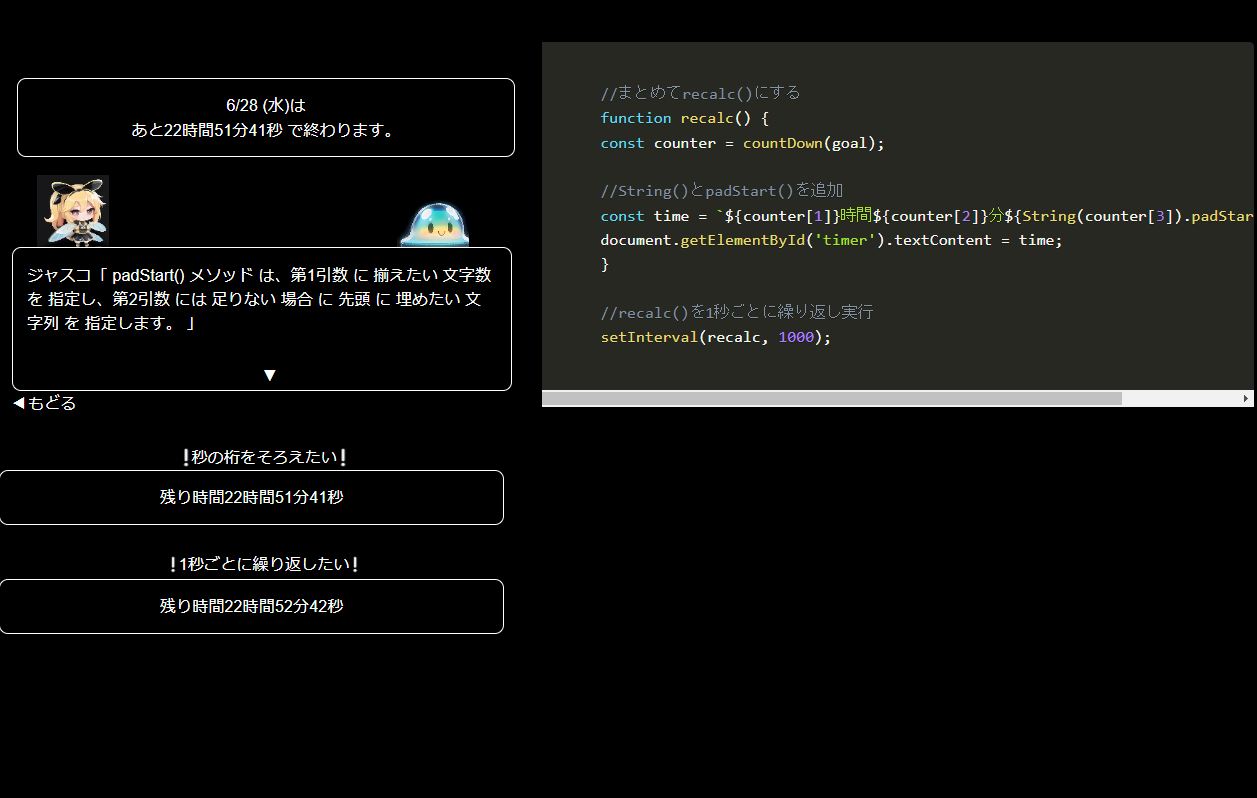 6/28 (水)は
あと22時間51分41秒 で終わります。
ジャスコ「 padStart() メソッド は、第1引数 に 揃えたい 文字数
を 指定し、第2引数 には 足りない 場合 に 先頭 に 埋めたい 文
字列 を 指定します。 」
▼
◀もどる
❕秒の桁をそろえたい❕
残り時間22時間51分41秒
❕1秒ごとに繰り返したい❕
残り時間22時間52分42秒
//まとめてrecalc()にする
function recalc() {
const counter = countDown(goal);
//String()とpadStart()を追加
const time = `${counter[1]}時間${counter[2]}分${String(counter[3]).padStar
document.getElementById('timer').textContent = time;
}
//recalc()を1秒ごとに繰り返し実行
setInterval(recalc, 1000);